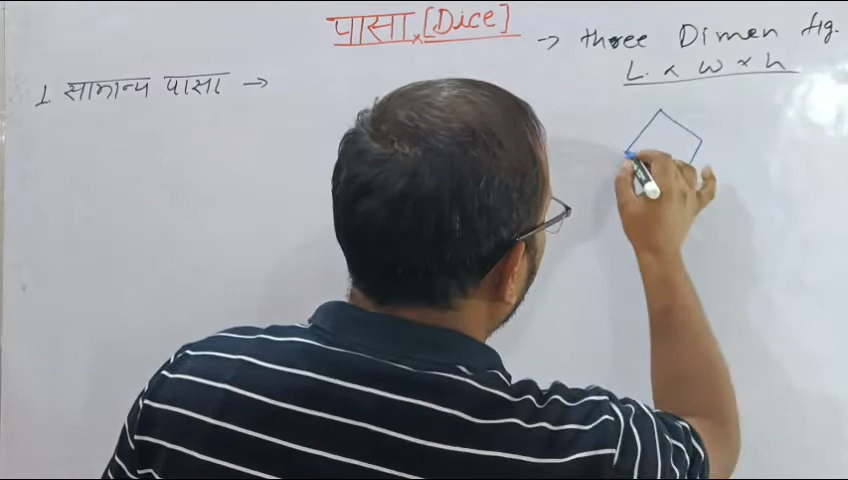 पासा [Dice] → three Dimen fig.
L. × W × h
1. सामान्य पासा →